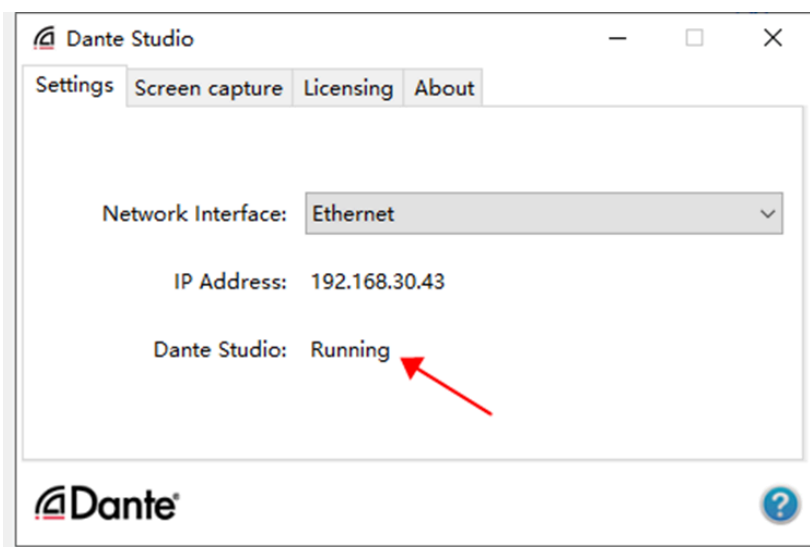 Dante Studio
Settings Screen capture Licensing About
Network Interface: Ethernet
IP Address: 192.168.30.43
Dante Studio: Running
Dante®
?